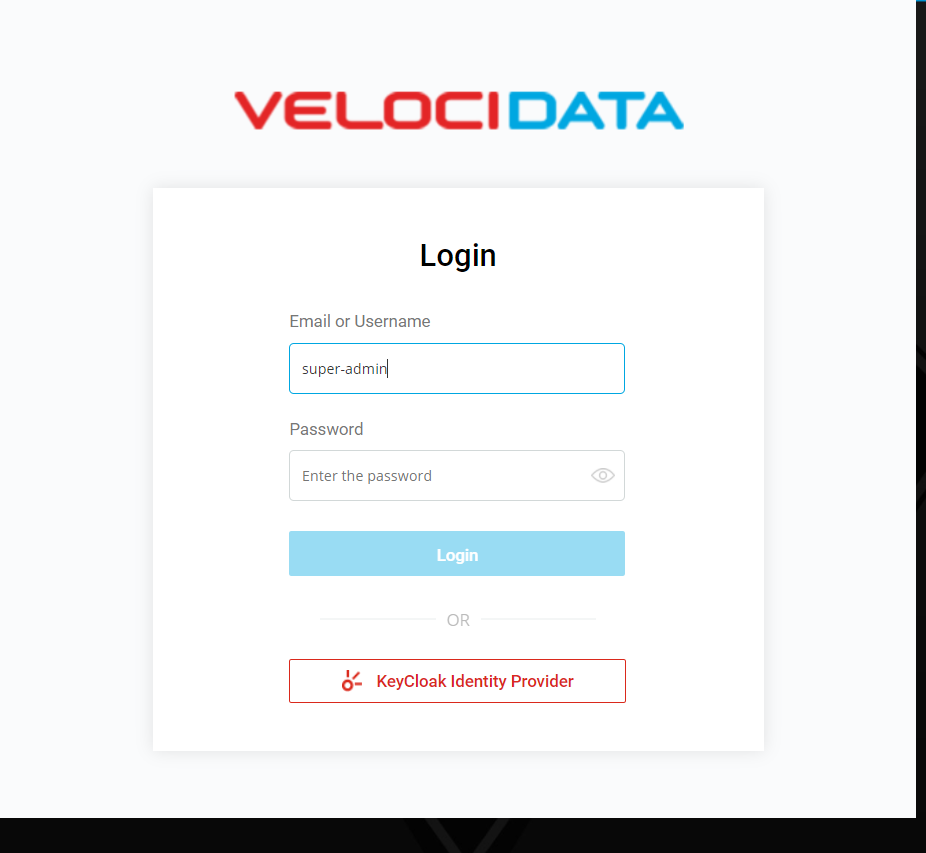 VELOCIDATA
Login
Email or Username
super-admin
Password
Enter the password
Login
OR
KeyCloak Identity Provider